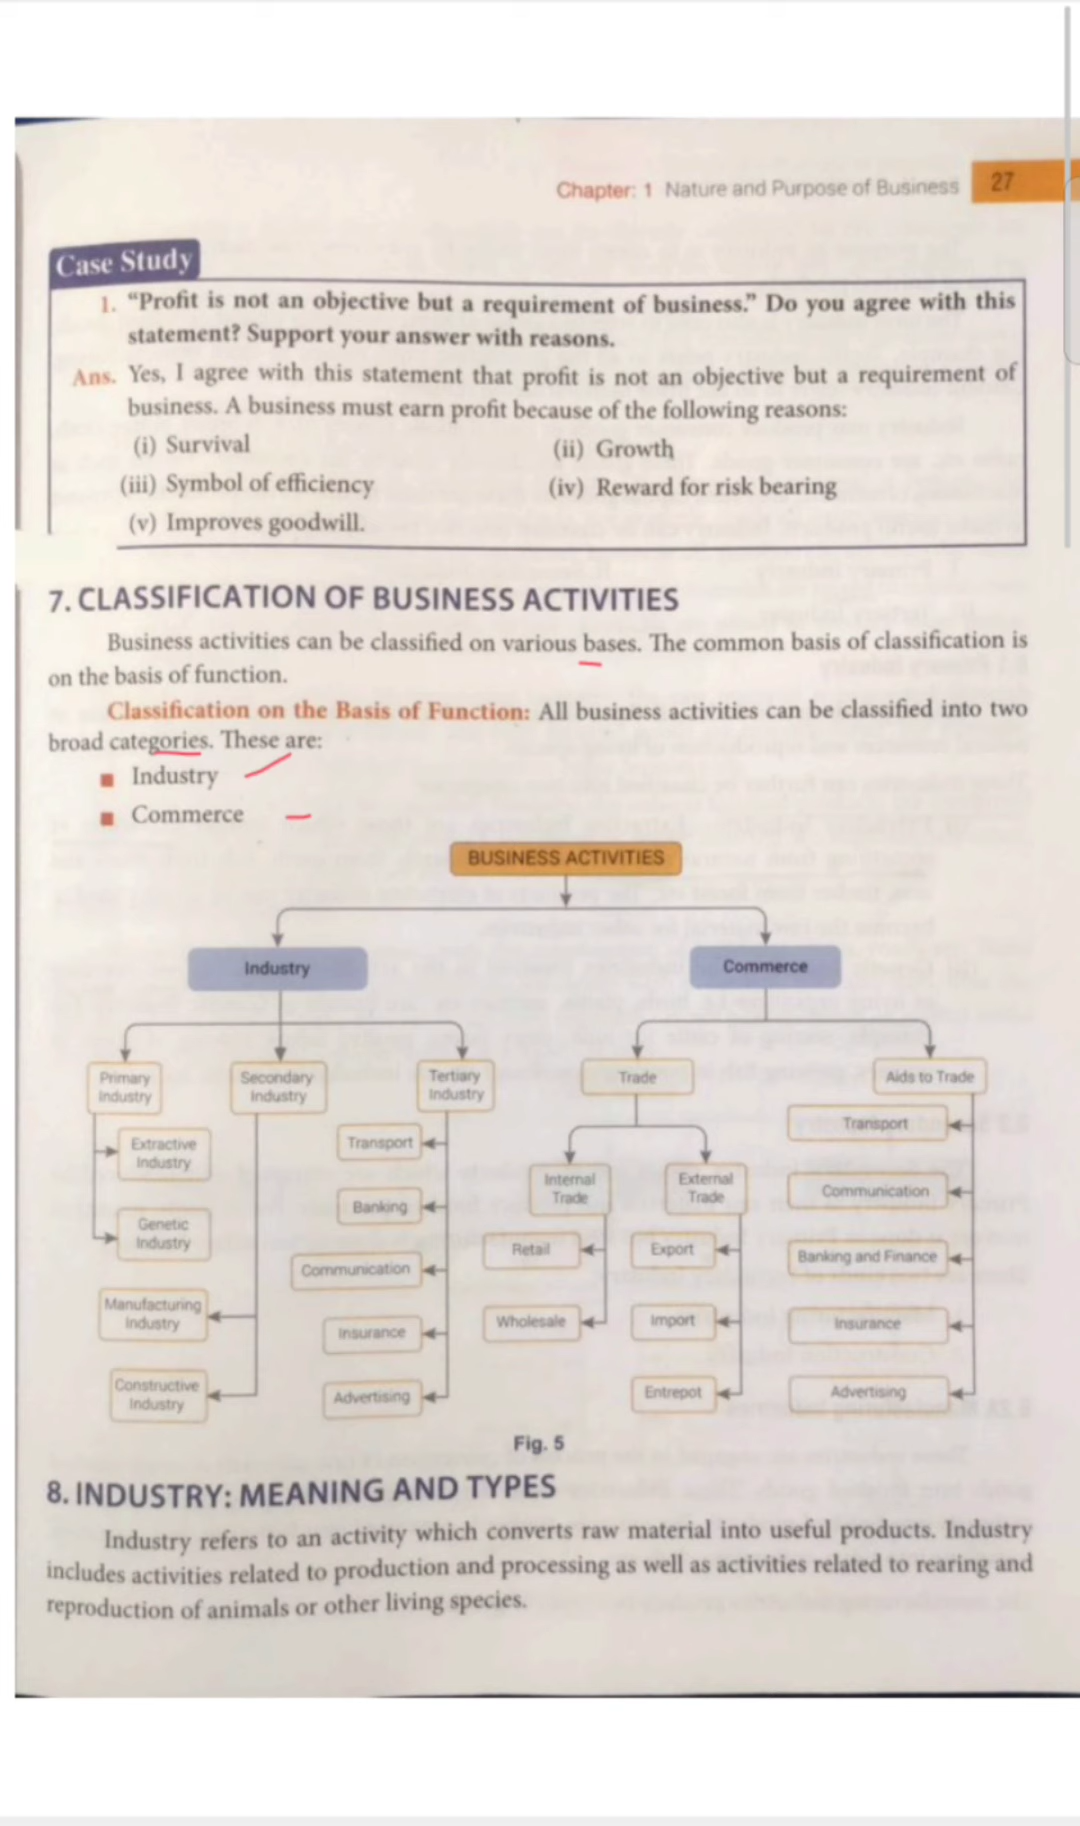 Chapter: 1 Nature and Purpose of Business 27
Case Study
1. “Profit is not an objective but a requirement of business.” Do you agree with this
statement? Support your answer with reasons.
Ans. Yes, I agree with this statement that profit is not an objective but a requirement of
business. A business must earn profit because of the following reasons:
(i) Survival (ii) Growth
(iii) Symbol of efficiency (iv) Reward for risk bearing
(v) Improves goodwill.
7. CLASSIFICATION OF BUSINESS ACTIVITIES
Business activities can be classified on various bases. The common basis of classification is
on the basis of function.
Classification on the Basis of Function: All business activities can be classified into two
broad categories. These are:
■ Industry
■ Commerce
BUSINESS ACTIVITIES
Industry
Commerce
Primary
Industry
Secondary
Industry
Tertiary
Industry
Trade
Aids to Trade
Extractive
Industry
Genetic
Industry
Manufacturing
Industry
Constructive
Industry
Transport
Banking
Communication
Insurance
Advertising
Internal
Trade
External
Trade
Retail
Wholesale
Export
Import
Entrepot
Transport
Communication
Banking and Finance
Insurance
Advertising
Fig. 5
8. INDUSTRY: MEANING AND TYPES
Industry refers to an activity which converts raw material into useful products. Industry
includes activities related to production and processing as well as activities related to rearing and
reproduction of animals or other living species.